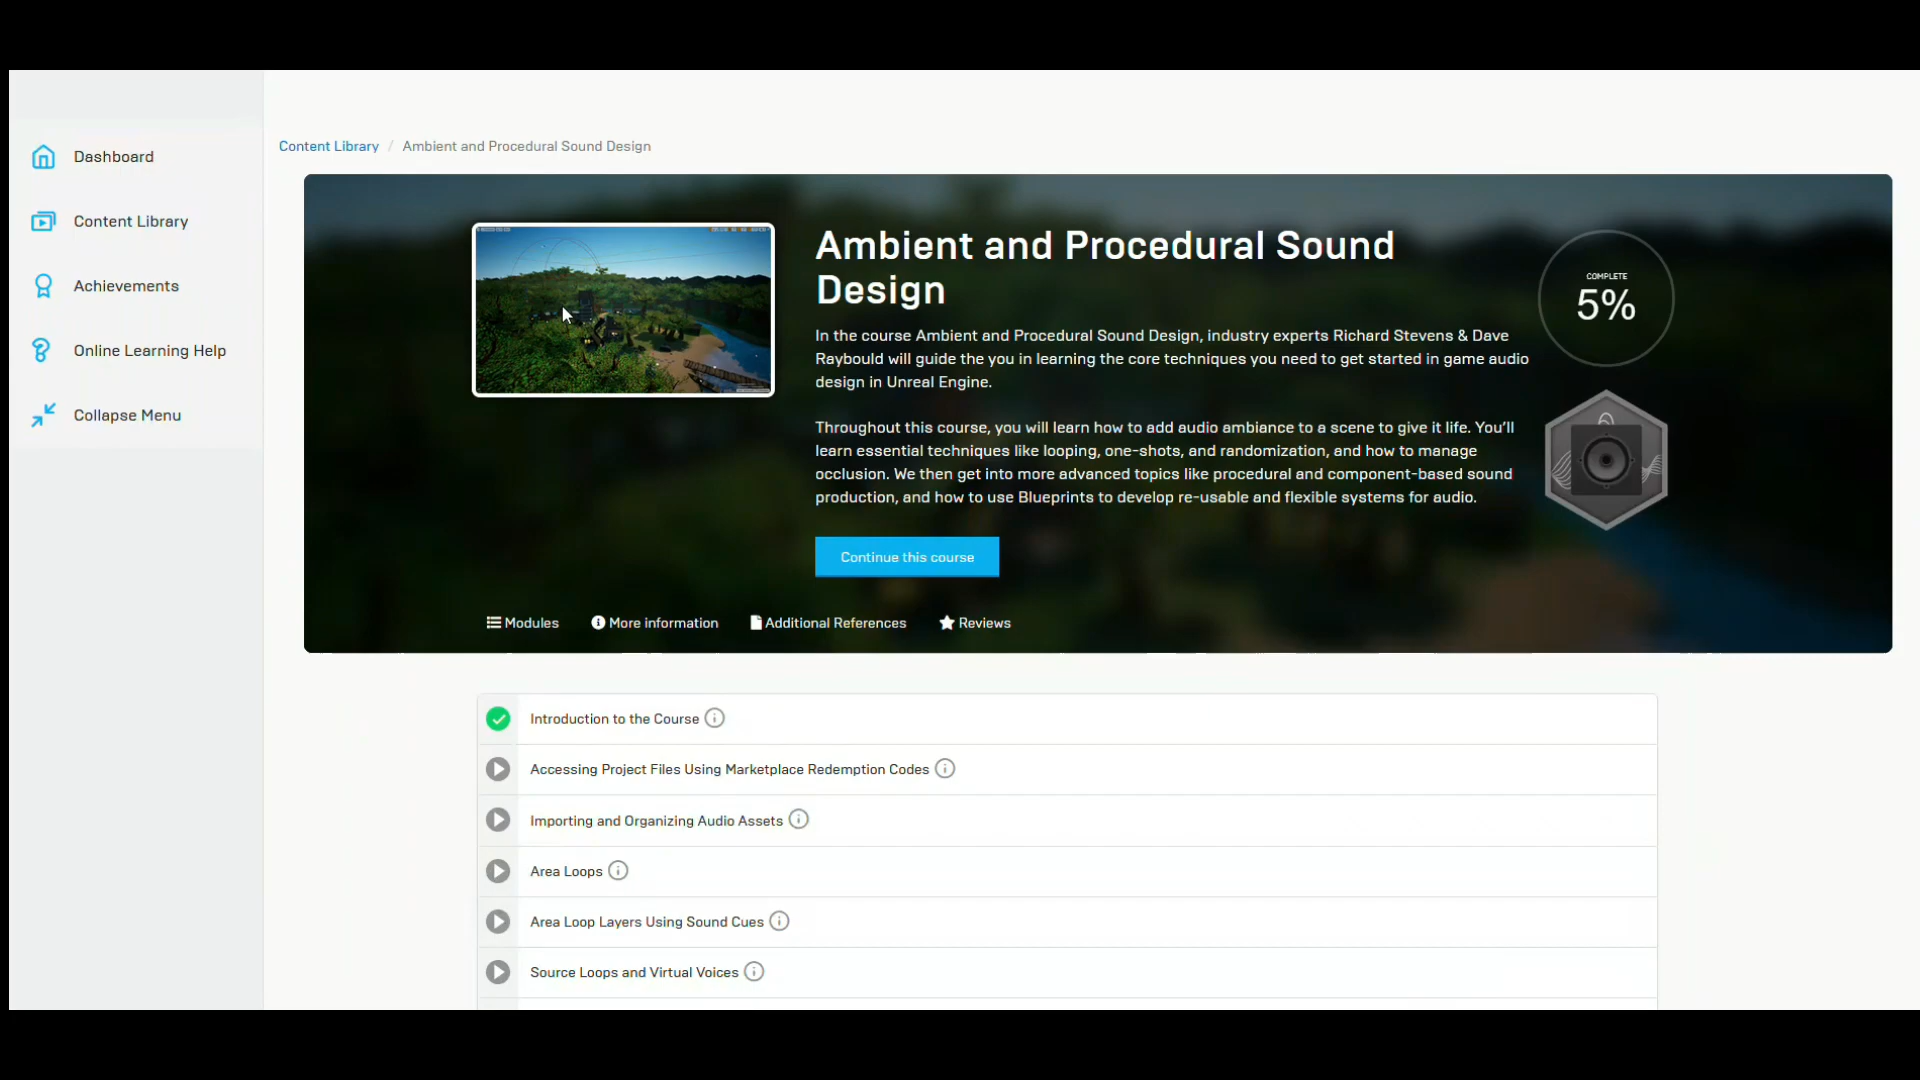 Dashboard
Content Library
Achievements
Online Learning Help
Collapse Menu
Content Library / Ambient and Procedural Sound Design
Ambient and Procedural Sound
Design
In the course Ambient and Procedural Sound Design, industry experts Richard Stevens & Dave
Raybould will guide the you in learning the core techniques you need to get started in game audio
design in Unreal Engine.
Throughout this course, you will learn how to add audio ambiance to a scene to give it life. You'll
learn essential techniques like looping, one-shots, and randomization, and how to manage
occlusion. We then get into more advanced topics like procedural and component-based sound
production, and how to use Blueprints to develop re-usable and flexible systems for audio.
COMPLETE
5%
Continue this course
Modules More information Additional References Reviews
Introduction to the Course
Accessing Project Files Using Marketplace Redemption Codes
Importing and Organizing Audio Assets
Area Loops
Area Loop Layers Using Sound Cues
Source Loops and Virtual Voices